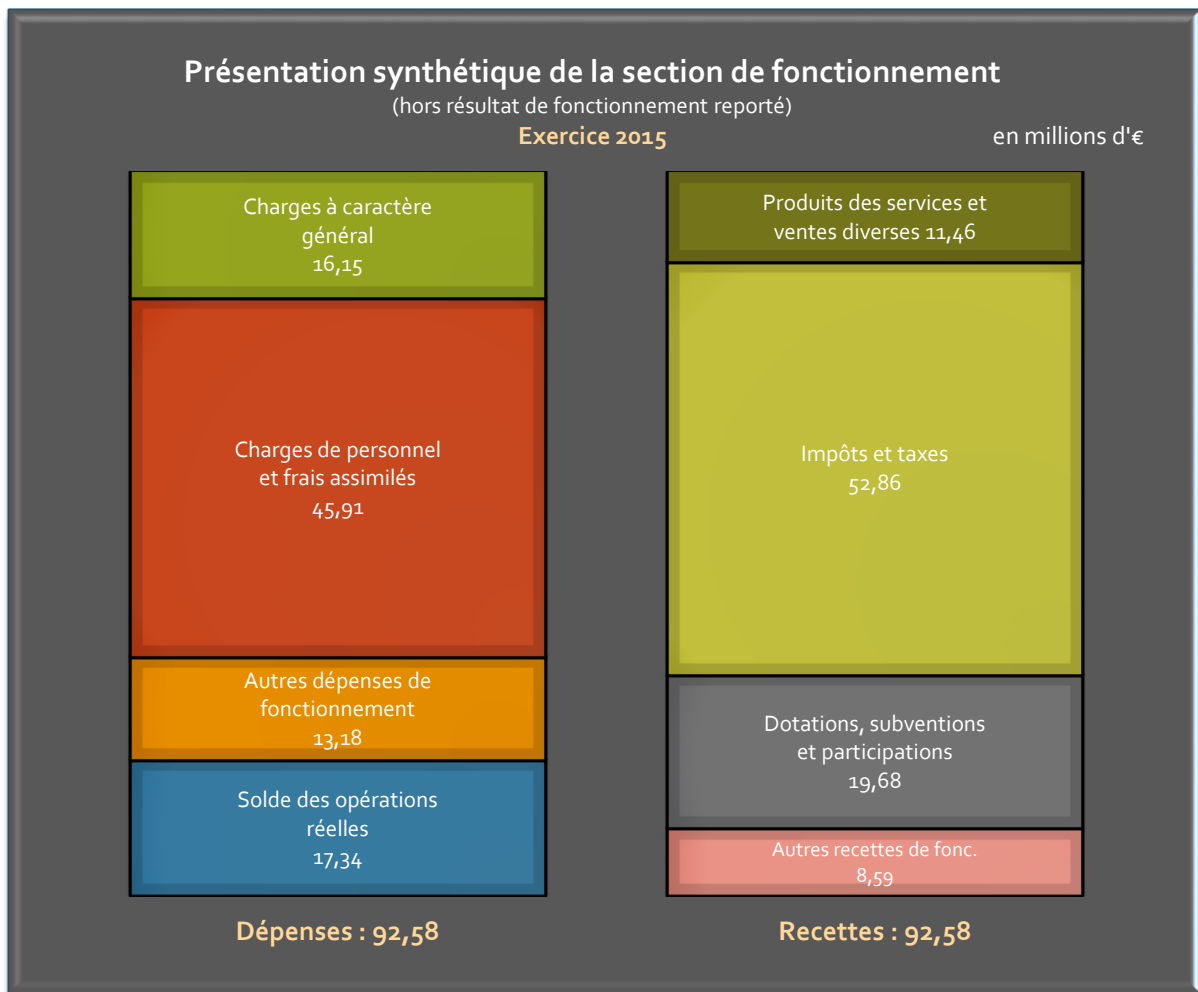 Présentation synthétique de la section de fonctionnement
(hors résultat de fonctionnement reporté)
Exercice 2015
en millions d'€
Charges à caractère
général
16,15
Charges de personnel
et frais assimilés
45,91
Autres dépenses de
fonctionnement
13,18
Solde des opérations
réelles
17,34
Dépenses : 92,58
Produits des services et
ventes diverses 11,46
Impôts et taxes
52,86
Dotations, subventions
et participations
19,68
Autres recettes de fonc.
8,59
Recettes : 92,58